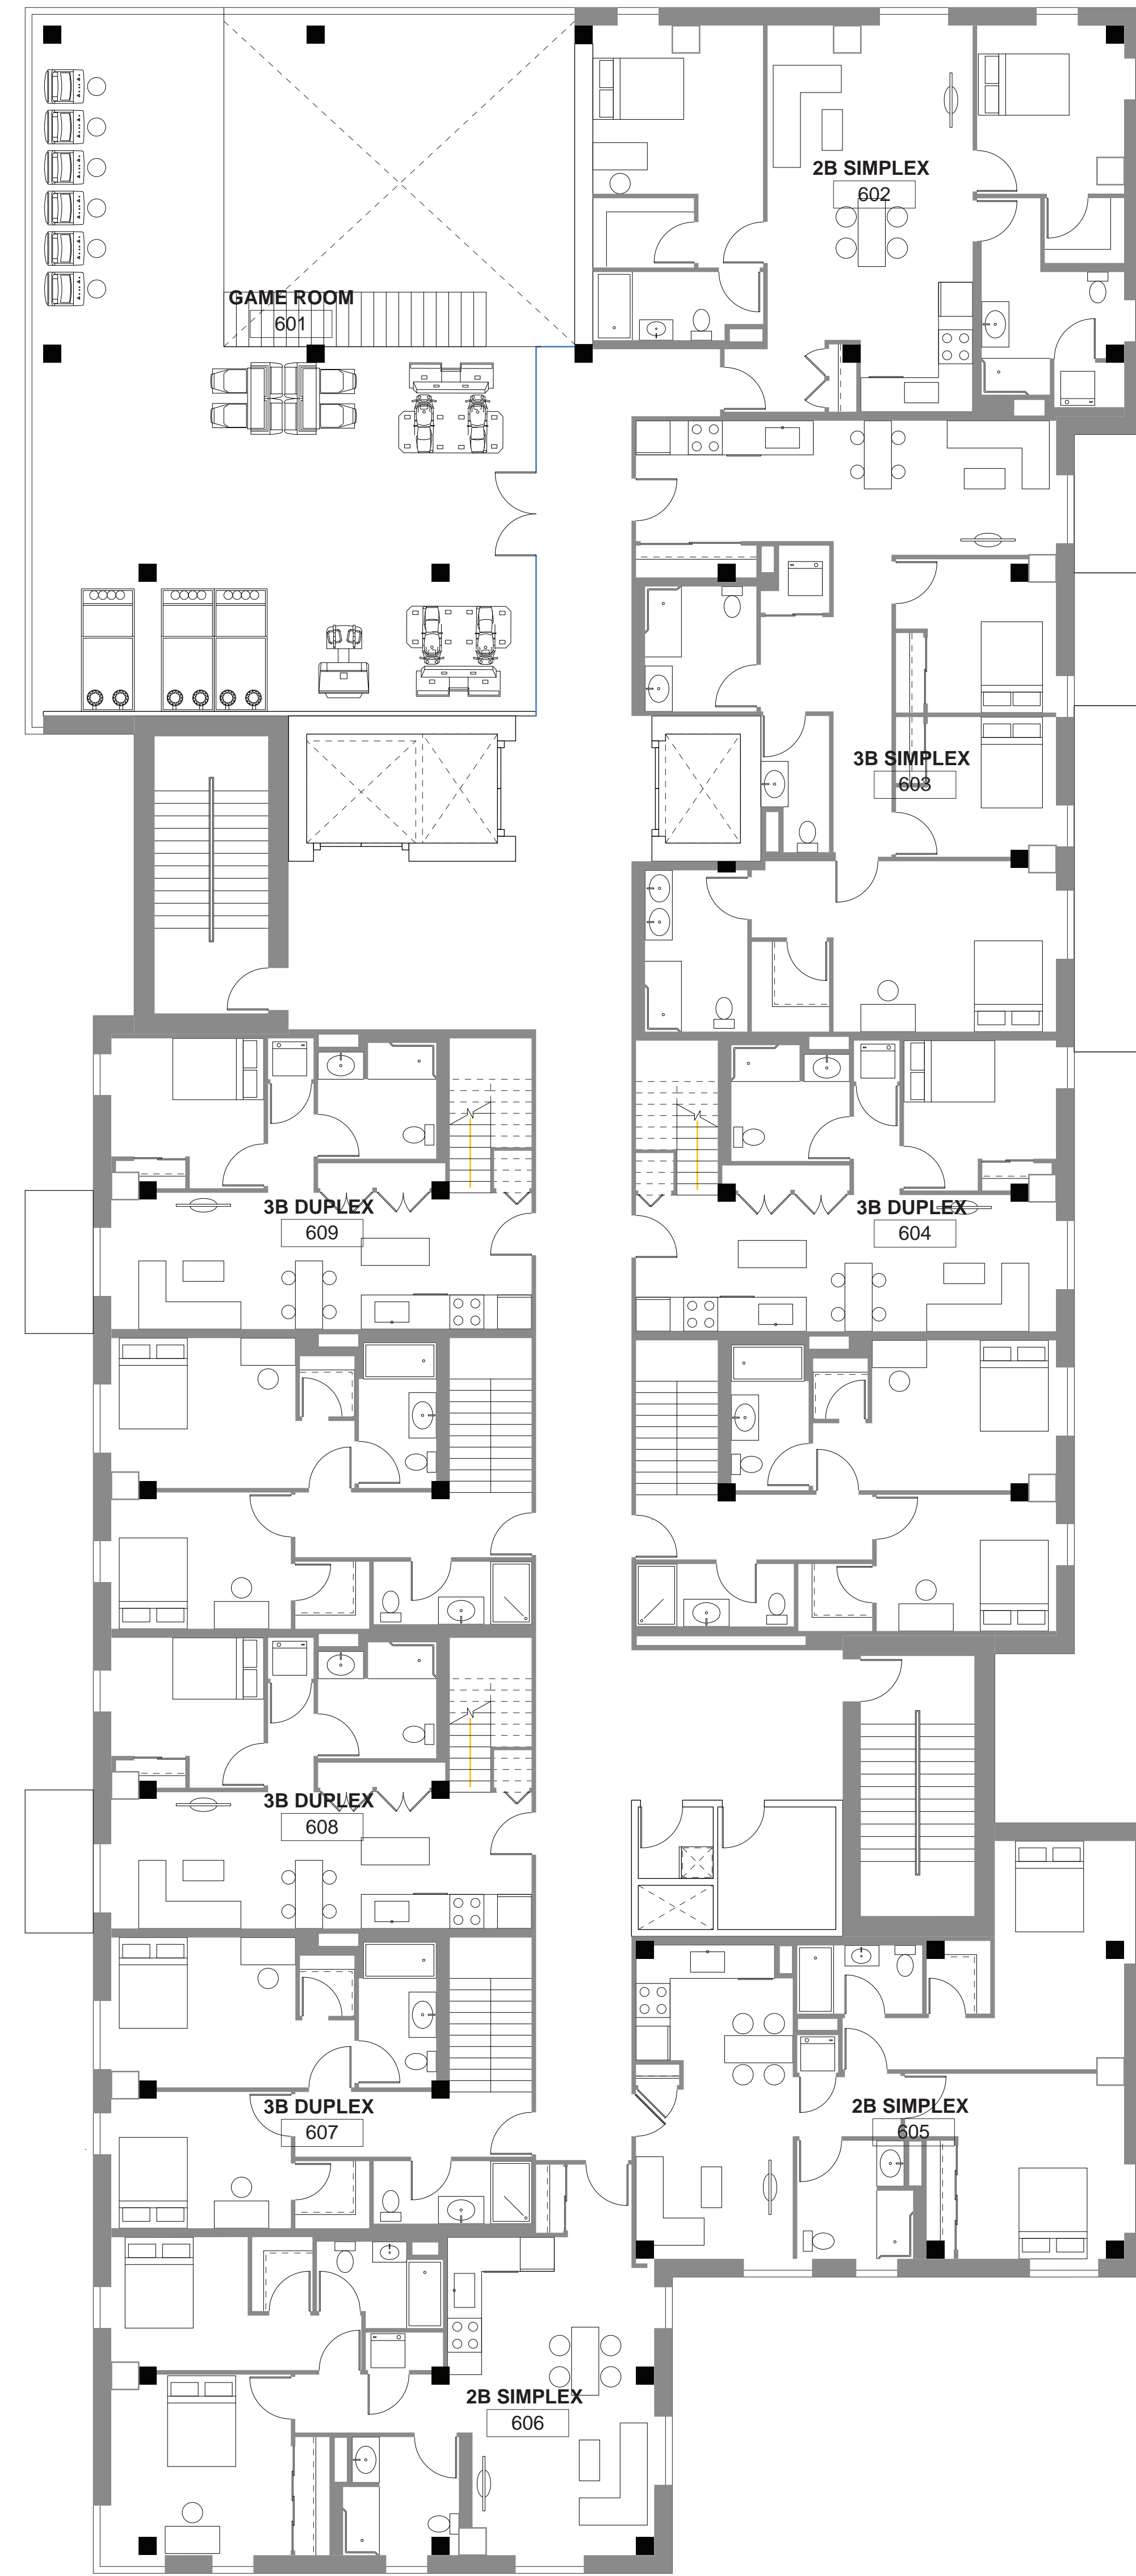 2B SIMPLEX
602
GAME ROOM
601
3B SIMPLEX
603
3B DUPLEX
609
3B DUPLEX
604
3B DUPLEX
608
3B DUPLEX
607
2B SIMPLEX
605
2B SIMPLEX
606